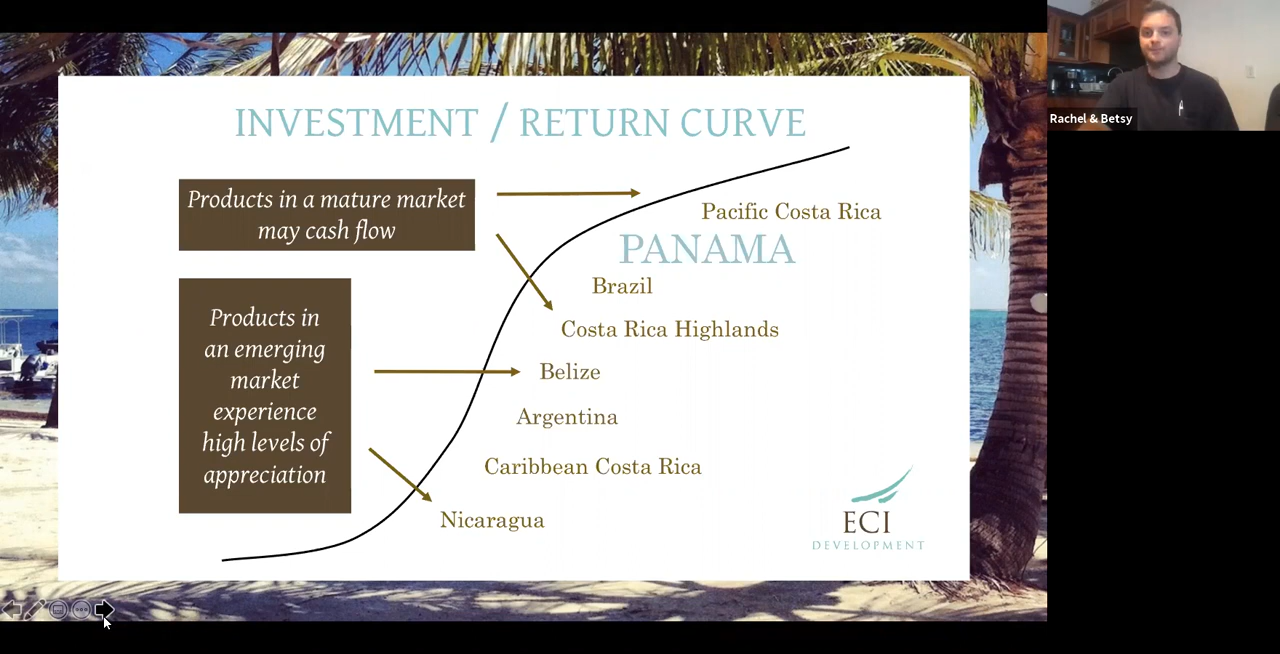 INVESTMENT / RETURN CURVE
Products in a mature market
may cash flow
Products in
an emerging
market
experience
high levels of
appreciation
Pacific Costa Rica
PANAMA
Brazil
Costa Rica Highlands
Belize
Argentina
Caribbean Costa Rica
Nicaragua
ECI
DEVELOPMENT
Rachel & Betsy